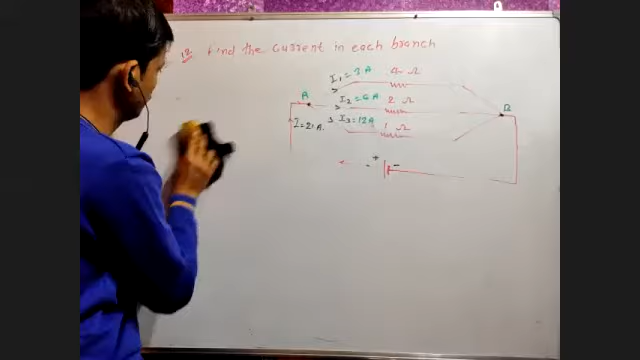 Find the current in each branch
I₁ = 3 A 4 Ω
A I₂ = 6 A 2 Ω B
I = 21 A. I₃ = 12 A 1 Ω
+ -